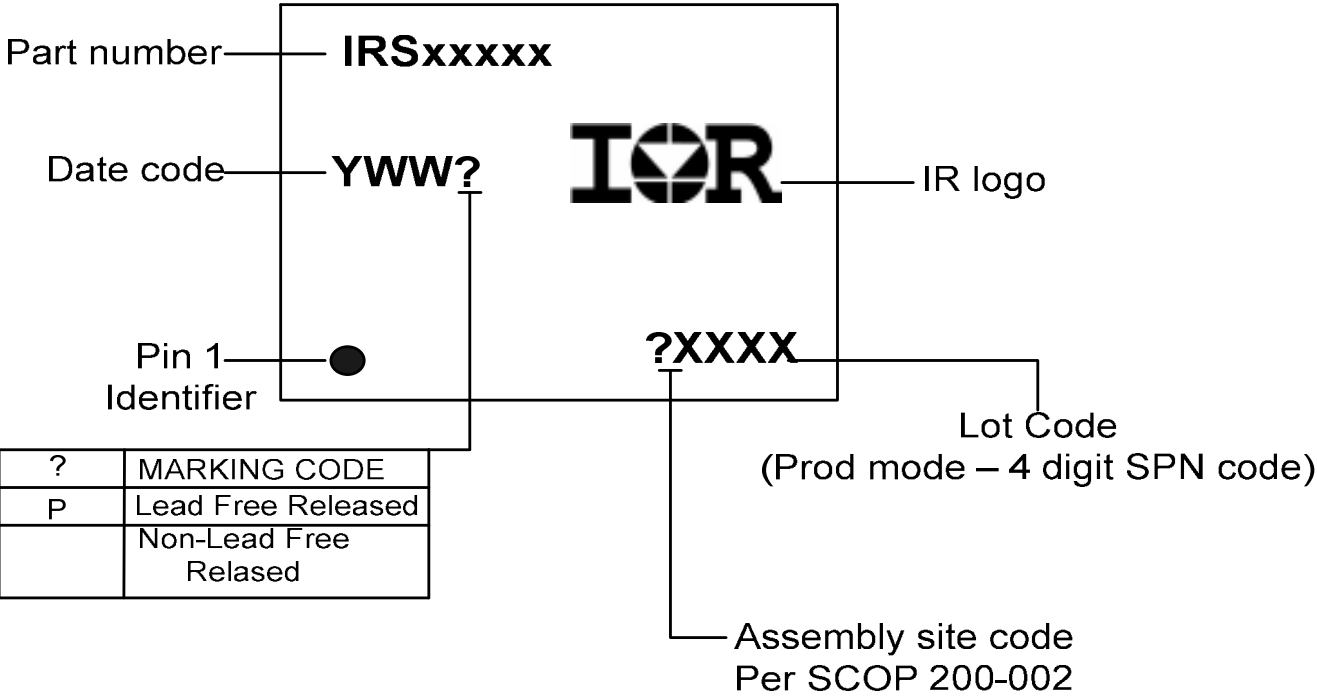 Part number
IRSxxxxx
Date code
YWW?
IOR
IR logo
Pin 1
Identifier
?XXXX
Lot Code
(Prod mode – 4 digit SPN code)
? MARKING CODE
P Lead Free Released
Non-Lead Free
Relased
Assembly site code
Per SCOP 200-002